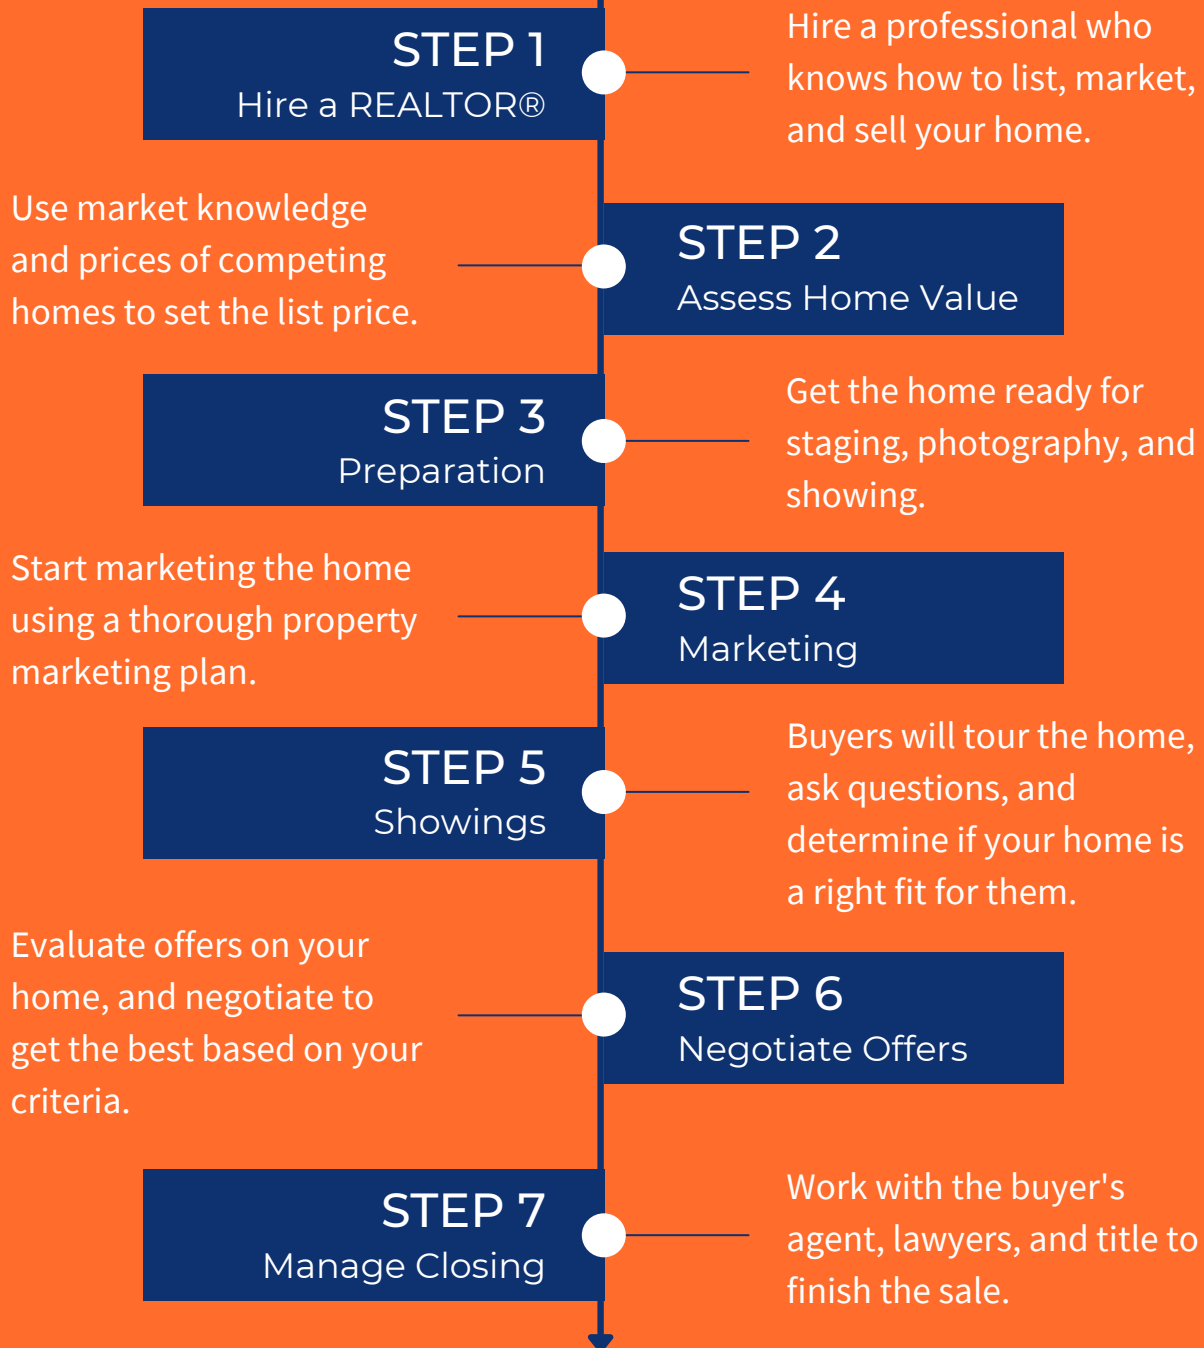 STEP 1
Hire a REALTOR®
Hire a professional who
knows how to list, market,
and sell your home.
Use market knowledge
and prices of competing
homes to set the list price.
STEP 2
Assess Home Value
STEP 3
Preparation
Get the home ready for
staging, photography, and
showing.
Start marketing the home
using a thorough property
marketing plan.
STEP 4
Marketing
STEP 5
Showings
Buyers will tour the home,
ask questions, and
determine if your home is
a right fit for them.
Evaluate offers on your
home, and negotiate to
get the best based on your
criteria.
STEP 6
Negotiate Offers
STEP 7
Manage Closing
Work with the buyer's
agent, lawyers, and title to
finish the sale.